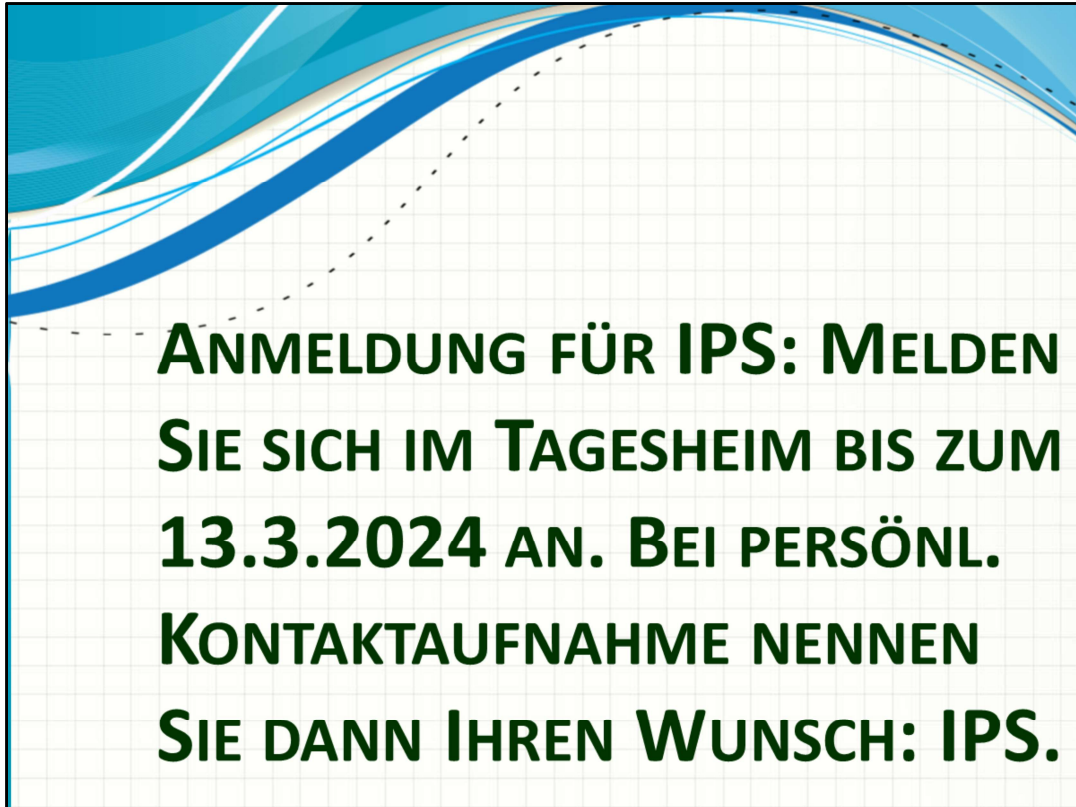 Anmeldung für IPS: Melden
Sie sich im Tagesheim bis zum
13.3.2024 an. Bei persönl.
Kontaktaufnahme nennen
Sie dann Ihren Wunsch: IPS.